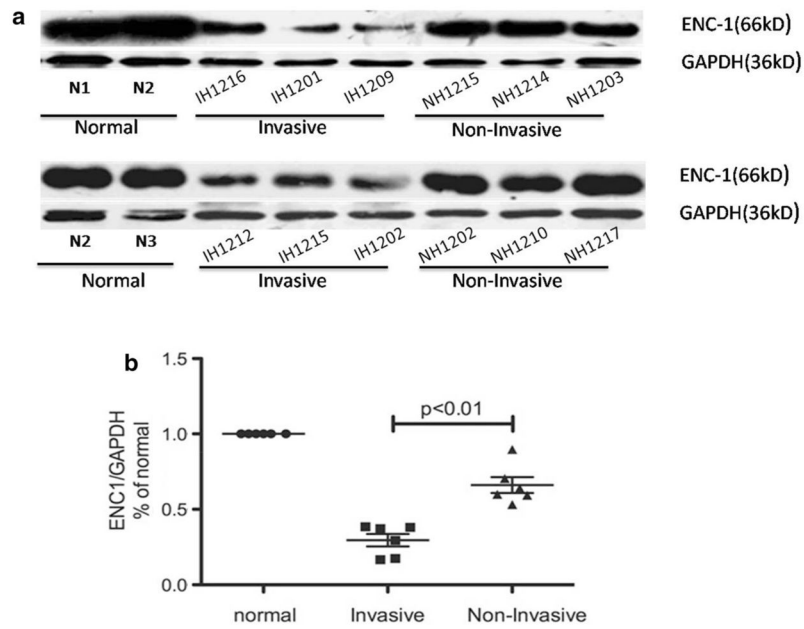 a
ENC-1(66kD)
GAPDH(36kD)
N1 N2 IH1216 IH1201 IH1209 NH1215 NH1214 NH1203
Normal Invasive Non-Invasive
ENC-1(66kD)
GAPDH(36kD)
N2 N3 IH1212 IH1215 IH1202 NH1202 NH1210 NH1217
Normal Invasive Non-Invasive
b
ENC1/GAPDH
% of normal
1.5
1.0
0.5
0.0
p<0.01
normal Invasive Non-Invasive